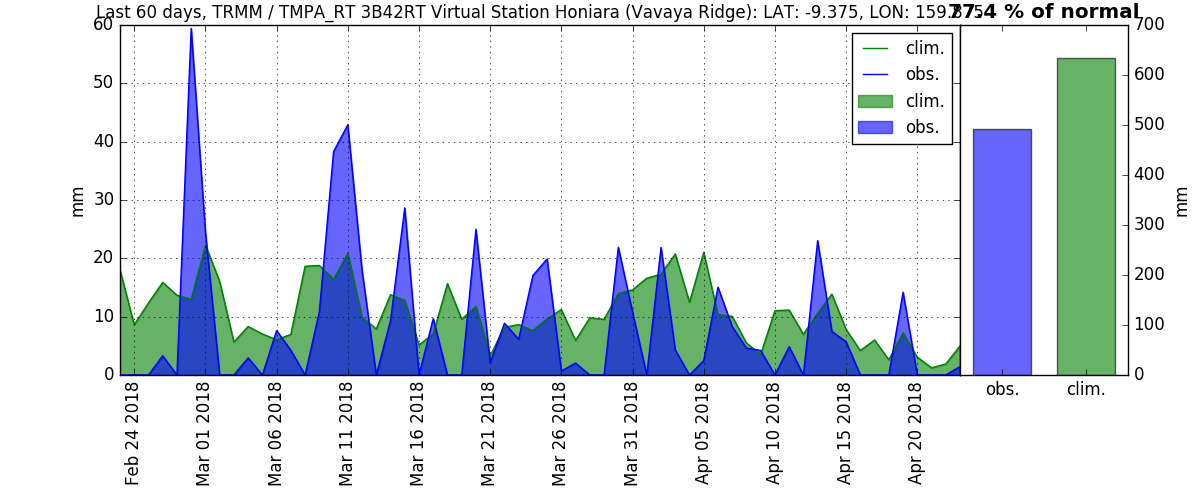 Last 60 days, TRMM / TMPA_RT 3B42RT Virtual Station Honiara (Vavaya Ridge): LAT: -9.375, LON:
77.4 % of normal
60
50
40
30
20
10
0
mm
clim.
obs.
clim.
obs.
700
600
500
400
300
200
100
0
mm
obs.
clim.
Feb 24 2018
Mar 01 2018
Mar 06 2018
Mar 11 2018
Mar 16 2018
Mar 21 2018
Mar 26 2018
Mar 31 2018
Apr 05 2018
Apr 10 2018
Apr 15 2018
Apr 20 2018